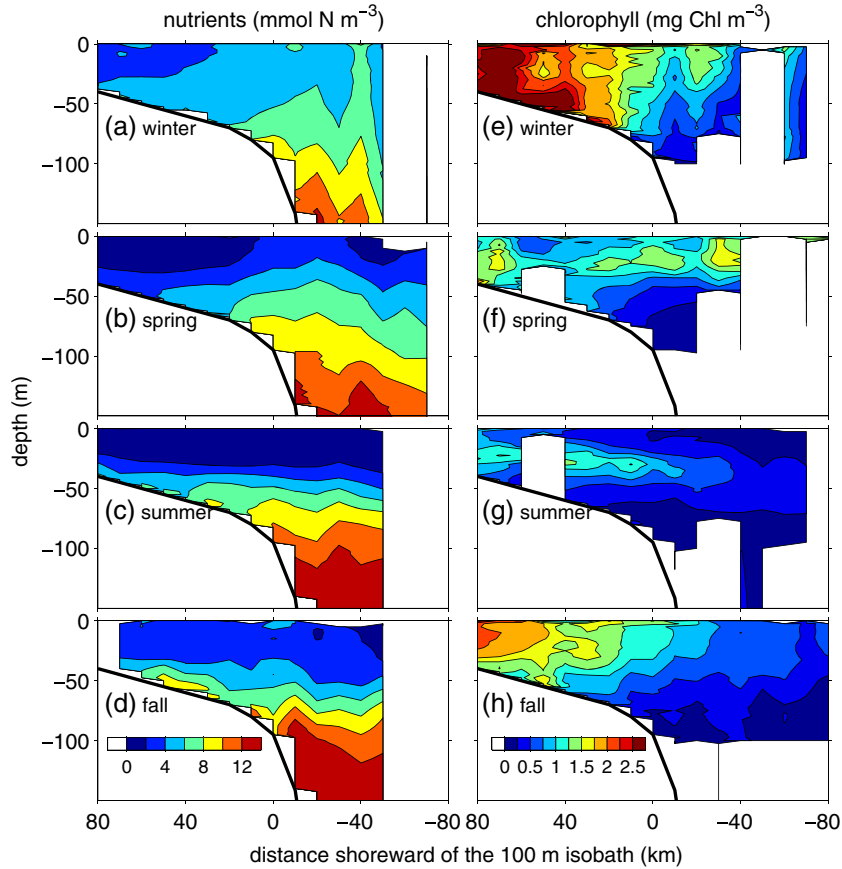 nutrients (mmol N m⁻³)
chlorophyll (mg Chl m⁻³)
0
−50
−100
(a) winter
(e) winter
0
−50
−100
(b) spring
(f) spring
depth (m)
0
−50
−100
(c) summer
(g) summer
0
−50
−100
(d) fall
(h) fall
0 4 8 12
0 0.5 1 1.5 2 2.5
80 40 0 −40 −80
80 40 0 −40 −80
distance shoreward of the 100 m isobath (km)